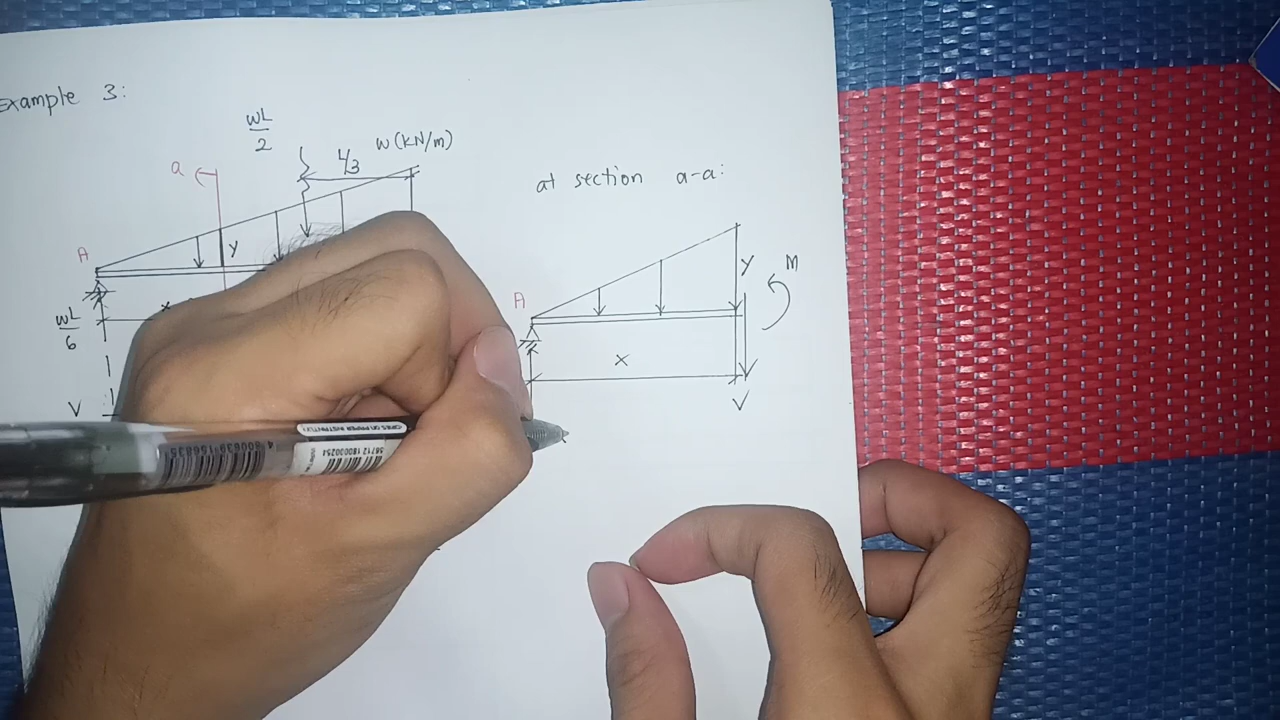 Example 3:
wL
2
L/3
w(kN/m)
a
at section a-a:
A
y
A
y
M
x
wL
6
x
V
V